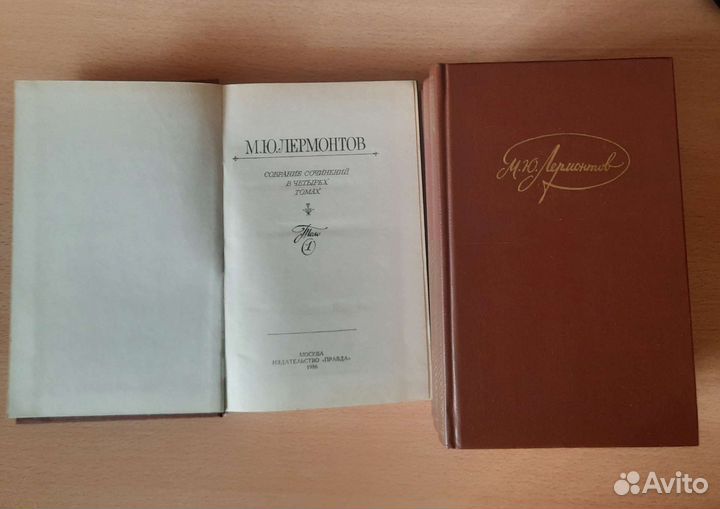 М.Ю.ЛЕРМОНТОВ
СОБРАНИЕ СОЧИНЕНИЙ
В ЧЕТЫРЕХ
ТОМАХ
Том
1
МОСКВА
ИЗДАТЕЛЬСТВО «ПРАВДА»
1986
М.Ю.Лермонтов
Avito